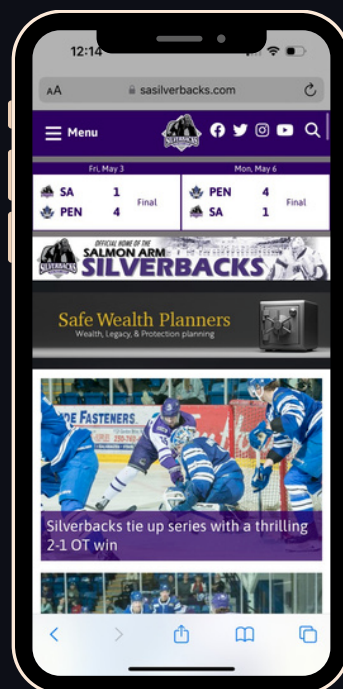 12:14
AA
sasilverbacks.com
Menu
SILVERBACKS
Fri, May 3
SA 1
Final
PEN 4
Mon, May 6
PEN 4
Final
SA 1
OFFICIAL HOME OF THE
SALMON ARM
SILVERBACKS
Safe Wealth Planners
Wealth, Legacy, & Protection planning
FASTENERS.
Silverbacks tie up series with a thrilling
2-1 OT win